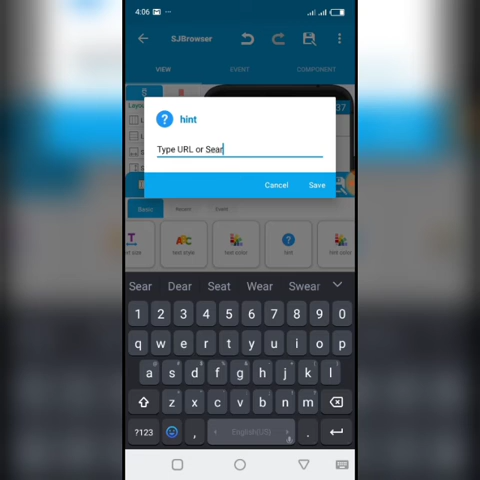 4:06
SJBrowser
VIEW EVENT COMPONENT
hint
Type URL or Sear
Cancel Save
Basic Recent Event
text size text style text color hint hint color
Sear Dear Seat Wear Swear
1 2 3 4 5 6 7 8 9 0
q w e r t y u i o p
a s d f g h j k l
z x c v b n m
?123 , English(US) .